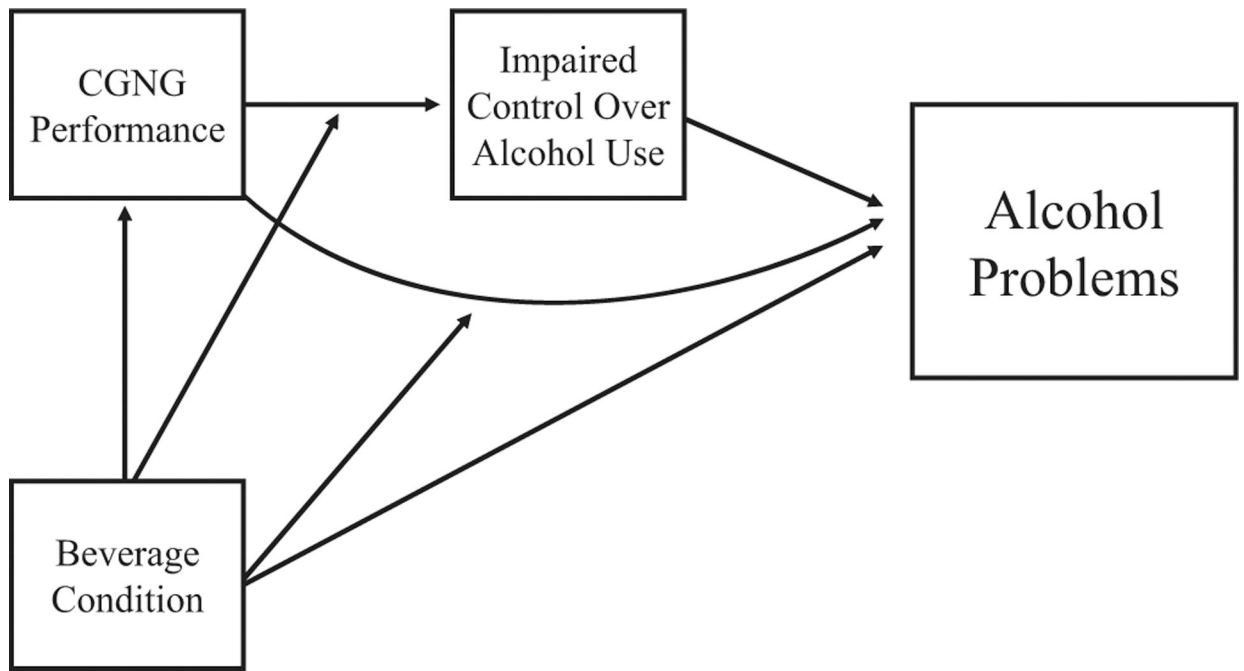 CGNG
Performance
Impaired
Control Over
Alcohol Use
Alcohol
Problems
Beverage
Condition